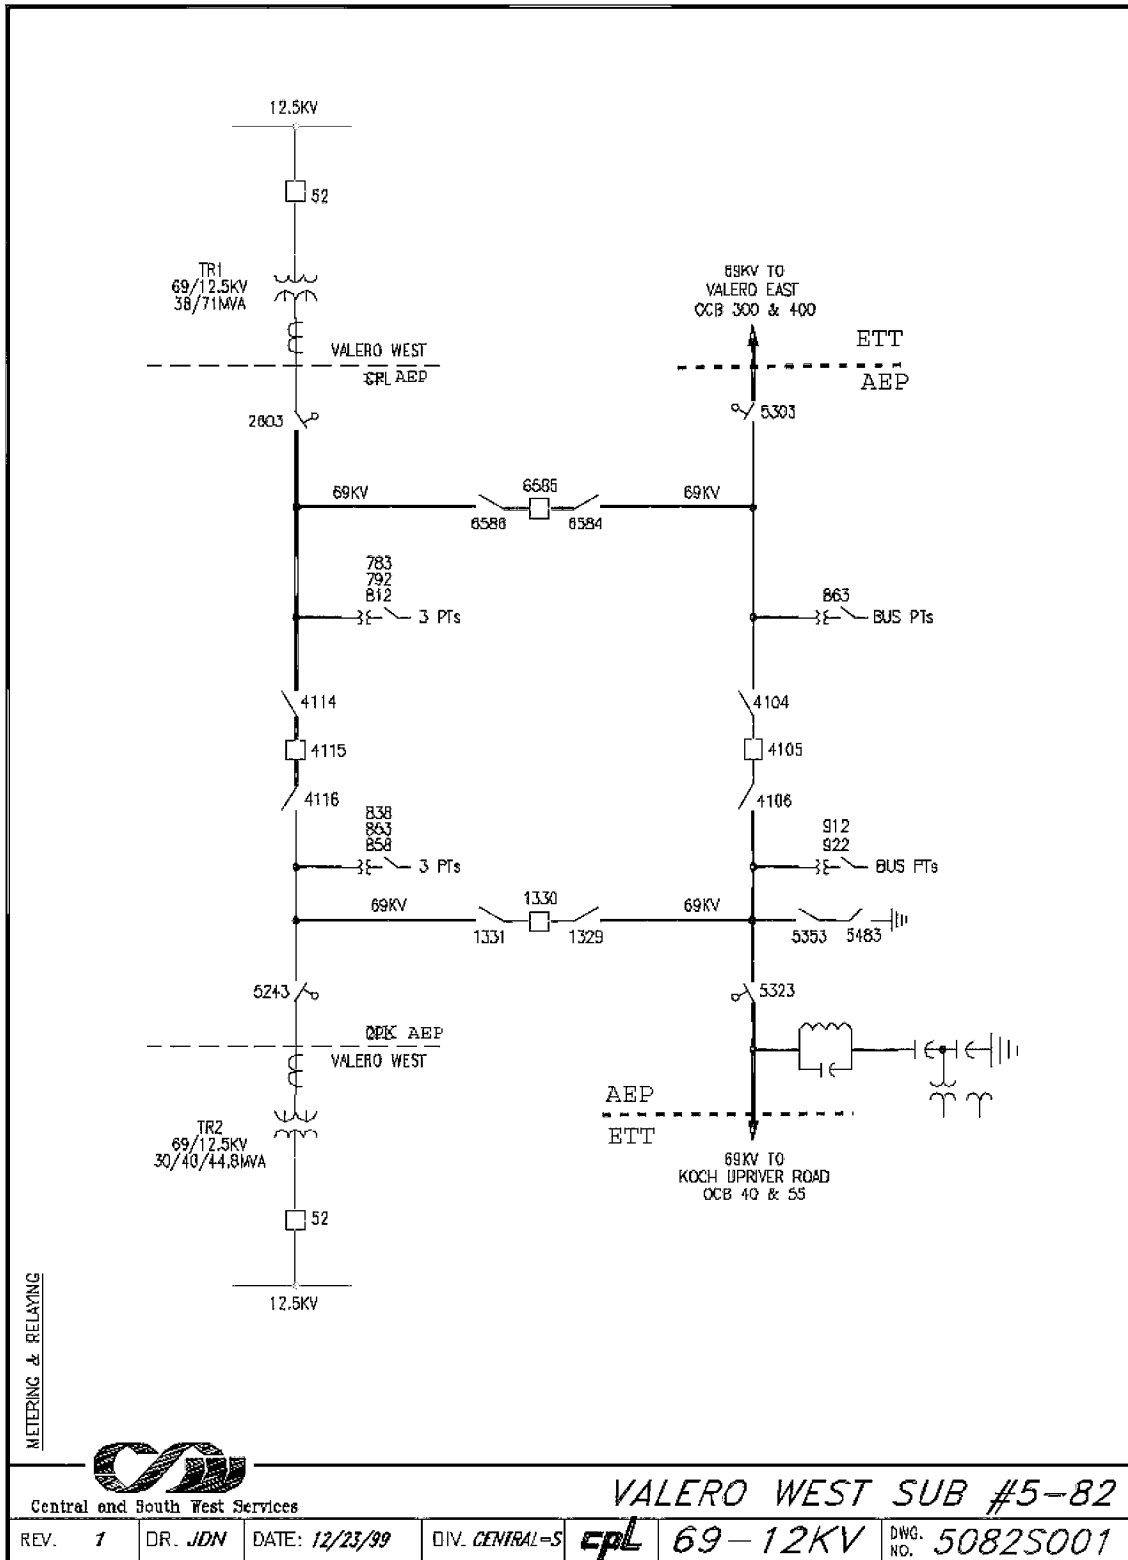 12.5KV
52
TR1
69/12.5KV
38/71MVA
VALERO WEST
AEP
2803
69KV TO
VALERO EAST
OCB 300 & 400
ETT
AEP
5303
69KV
6586
6585
6584
69KV
783
792
812
3 PTs
863
BUS PTs
4114
4115
4116
4104
4105
4106
838
853
858
3 PTs
912
922
BUS PTs
69KV
1331
1330
1329
69KV
5353
5483
5243
5323
AEP
VALERO WEST
TR2
69/12.5KV
30/40/44.8MVA
52
12.5KV
AEP
ETT
69KV TO
KOCH UPRIVER ROAD
OCB 40 & 55
METERING & RELAYING
CSW
Central and South West Services
VALERO WEST SUB #5-82
REV. 1
DR. JDN
DATE: 12/23/99
DIV. CENTRAL=S
CPL
69-12KV
DWG. NO. 5082S001